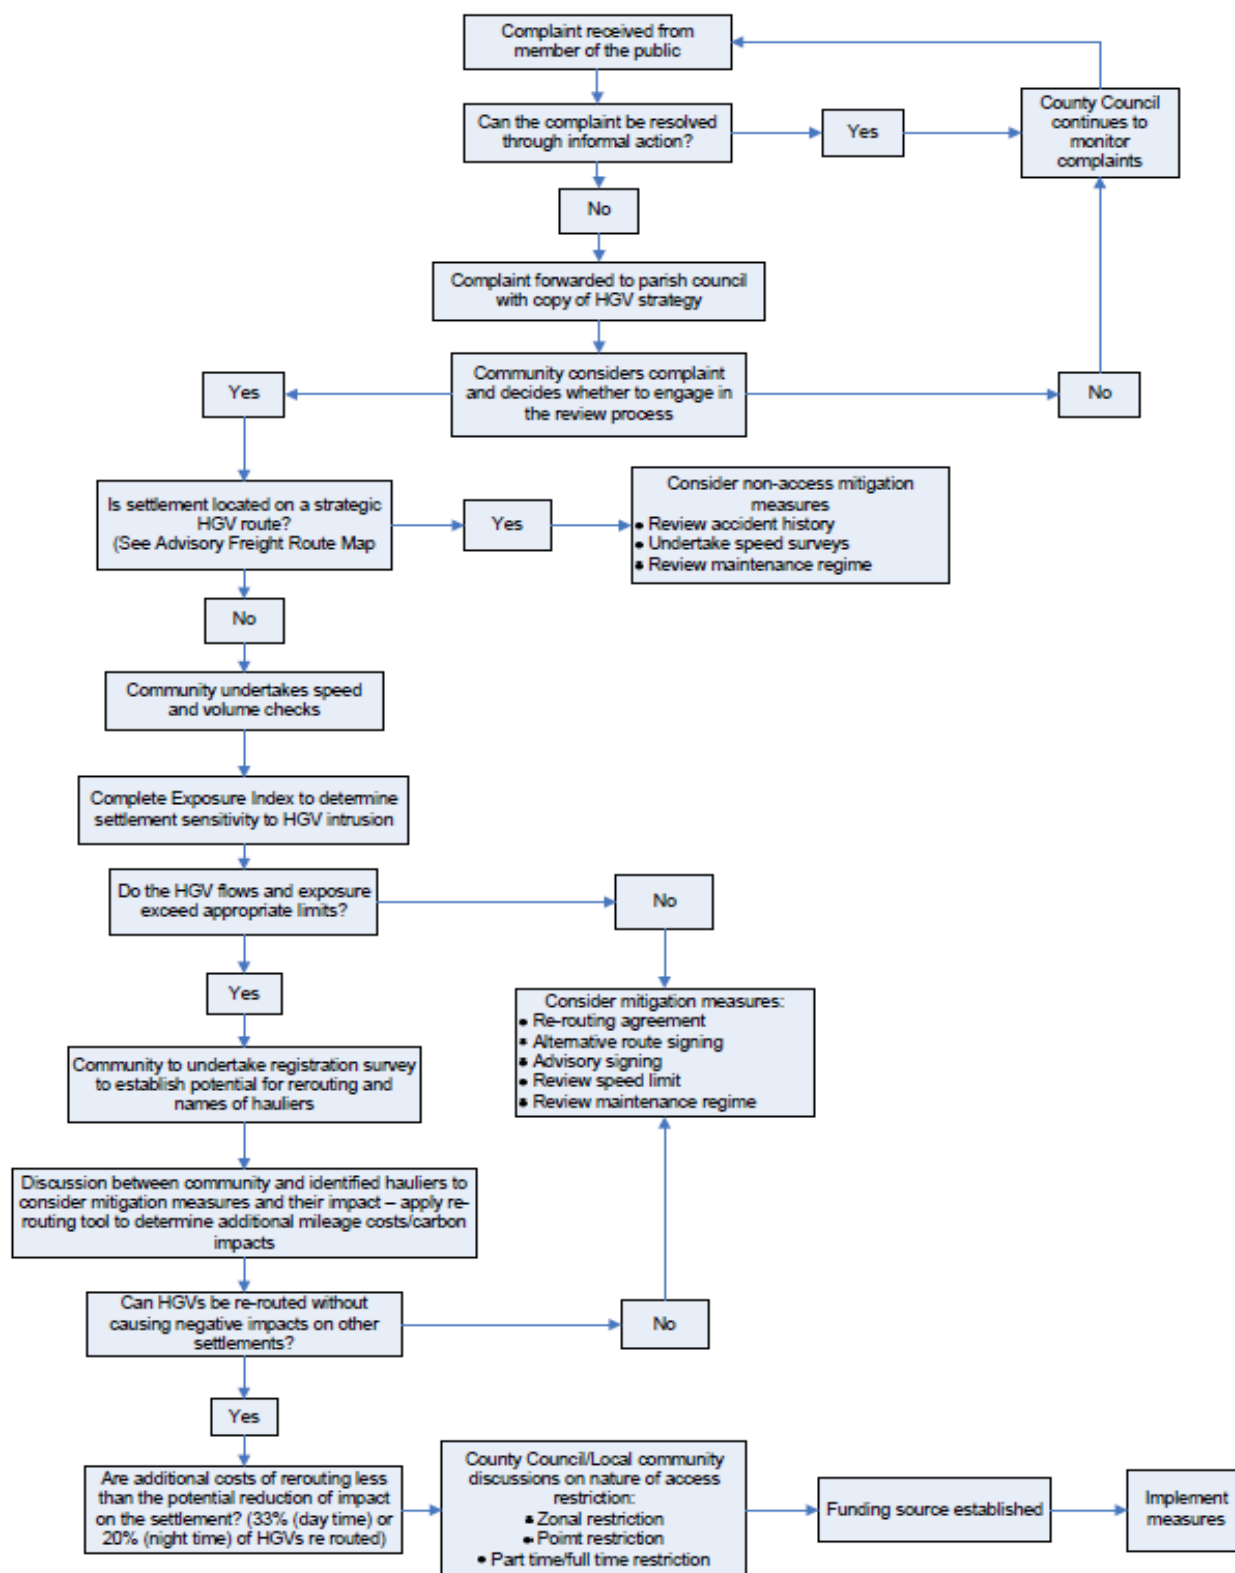 Complaint received from
member of the public
Can the complaint be resolved
through informal action?
Yes
County Council
continues to
monitor
complaints
No
Complaint forwarded to parish council
with copy of HGV strategy
Yes
Community considers complaint
and decides whether to engage in
the review process
No
Is settlement located on a strategic
HGV route?
(See Advisory Freight Route Map
Yes
Consider non-access mitigation
measures
● Review accident history
● Undertake speed surveys
● Review maintenance regime
No
Community undertakes speed
and volume checks
Complete Exposure Index to determine
settlement sensitivity to HGV intrusion
Do the HGV flows and exposure
exceed appropriate limits?
No
Yes
Consider mitigation measures:
● Re-routing agreement
● Alternative route signing
● Advisory signing
● Review speed limit
● Review maintenance regime
Community to undertake registration survey
to establish potential for rerouting and
names of hauliers
Discussion between community and identified hauliers to
consider mitigation measures and their impact – apply re-
routing tool to determine additional mileage costs/carbon
impacts
Can HGVs be re-routed without
causing negative impacts on other
settlements?
No
Yes
Are additional costs of rerouting less
than the potential reduction of impact
on the settlement? (33% (day time) or
20% (night time) of HGVs re routed)
County Council/Local community
discussions on nature of access
restriction:
● Zonal restriction
● Poimt restriction
● Part time/full time restriction
Funding source established
Implement
measures